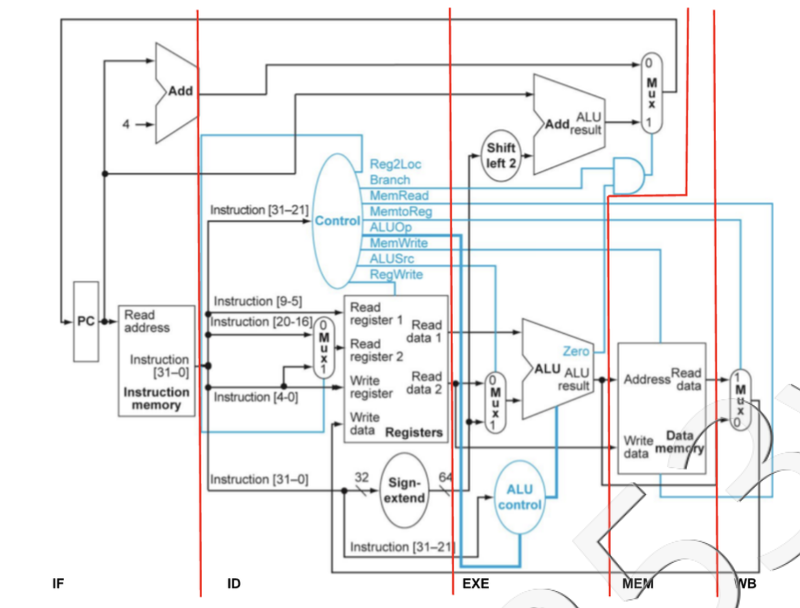 Add
4
0
Mux
1
Add ALU result
Shift left 2
Reg2Loc
Branch
MemRead
MemtoReg
ALUOp
MemWrite
ALUSrc
RegWrite
Control
Instruction [31–21]
PC
Read address
Instruction [31–0]
Instruction memory
Instruction [9-5]
Instruction [20-16]
Instruction [4-0]
0
Mux
1
Read register 1
Read register 2
Write register
Write data
Read data 1
Read data 2
Registers
0
Mux
1
Zero
ALU ALU result
Address
Read data
Write data
Data memory
1
Mux
0
Instruction [31–0]
32
Sign-extend
64
ALU control
Instruction [31–21]
IF
ID
EXE
MEM
WB